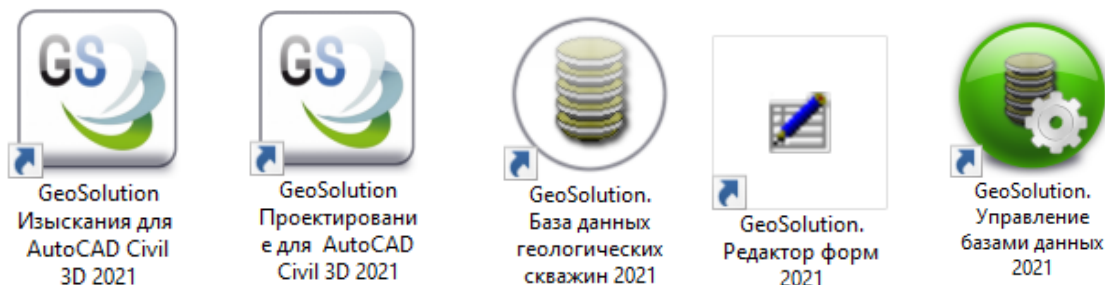 GS
GeoSolution
Изыскания для
AutoCAD Civil
3D 2021
GS
GeoSolution
Проектировани
е для AutoCAD
Civil 3D 2021
GeoSolution.
База данных
геологических
скважин 2021
GeoSolution.
Редактор форм
2021
GeoSolution.
Управление
базами данных
2021